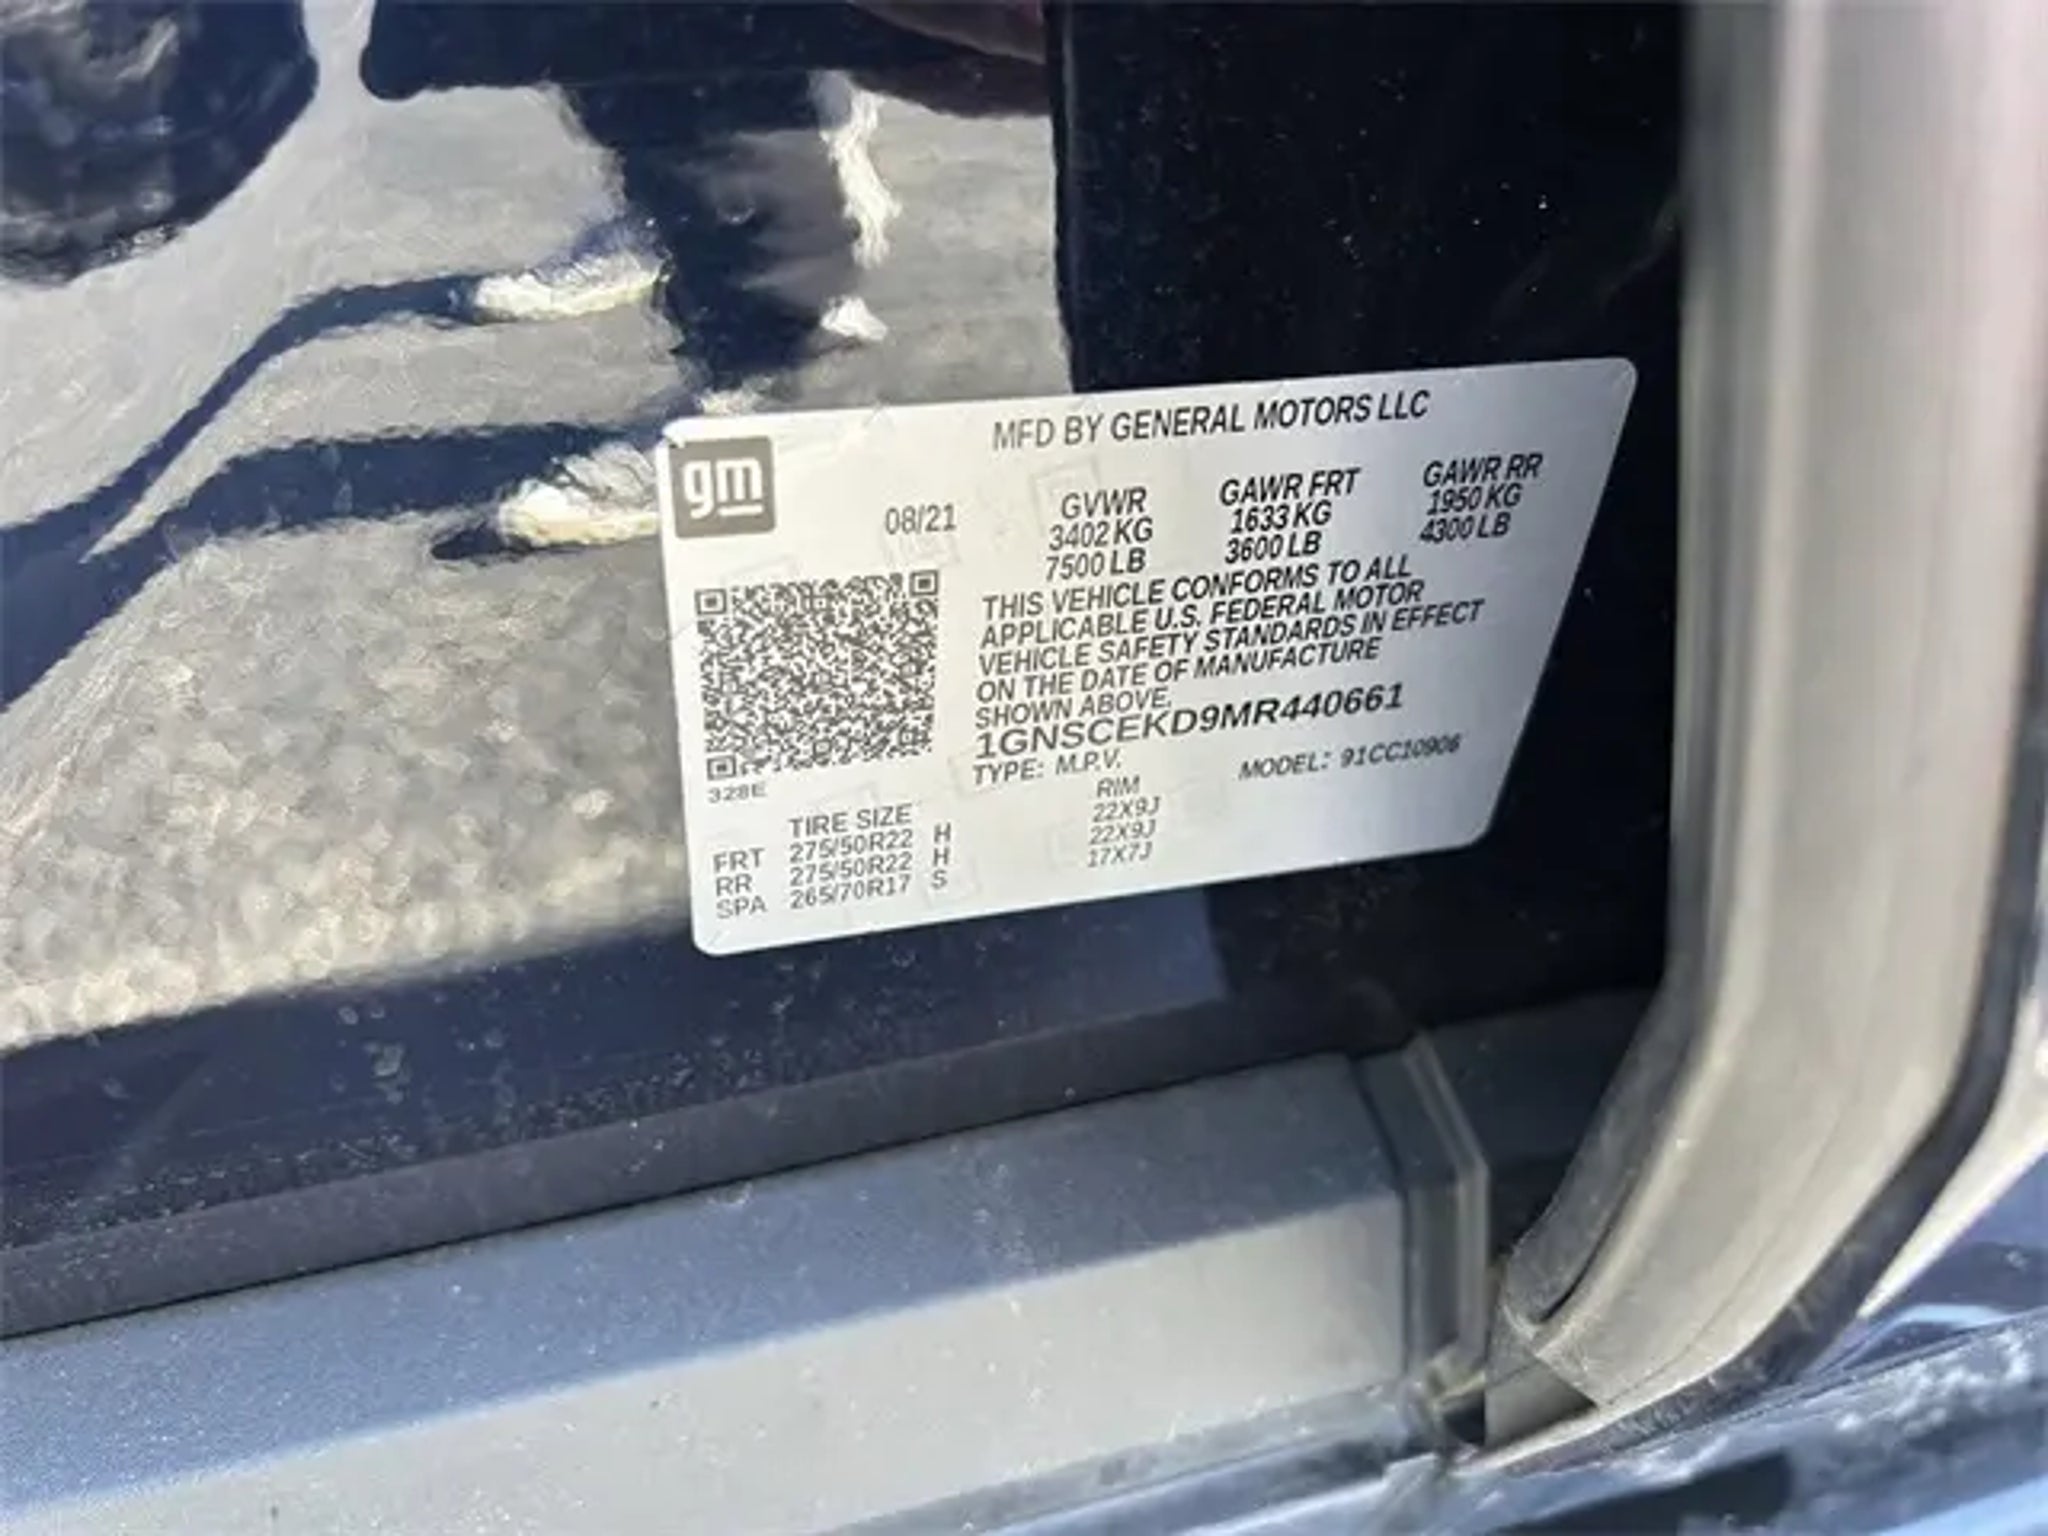 MFD BY GENERAL MOTORS LLC
gm
08/21
GVWR GAWR FRT GAWR RR
3402 KG 1633 KG 1950 KG
7500 LB 3600 LB 4300 LB
THIS VEHICLE CONFORMS TO ALL
APPLICABLE U.S. FEDERAL MOTOR
VEHICLE SAFETY STANDARDS IN EFFECT
ON THE DATE OF MANUFACTURE
SHOWN ABOVE.
1GNSCEKD9MR440661
TYPE: M.P.V. MODEL: 91CC10906
328E
TIRE SIZE RIM
FRT 275/50R22 H 22X9J
RR 275/50R22 H 22X9J
SPA 265/70R17 S 17X7J